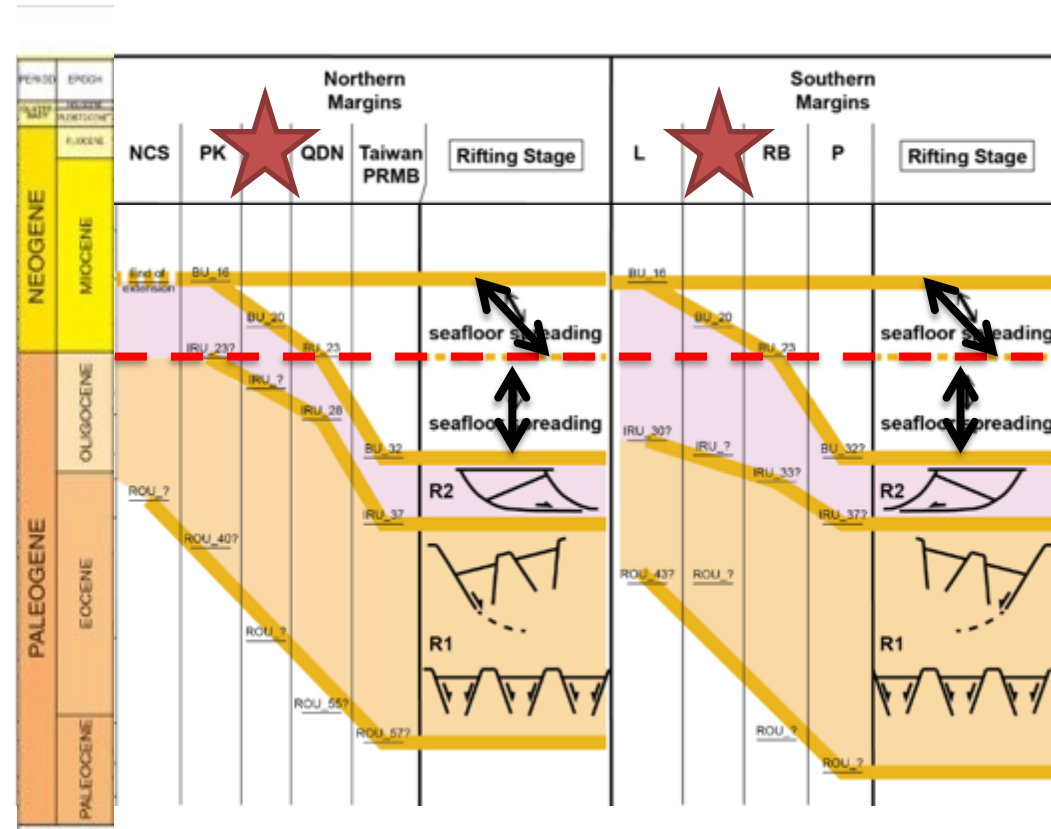 PERIOD
EPOCH
NEOGENE
PALEOGENE
PLIOCENE
MIOCENE
OLIGOCENE
EOCENE
PALEOCENE
Northern
Margins
NCS
PK
QDN
Taiwan
PRMB
Rifting Stage
End of
extension
BU_16
BU_20
BU_23
BU_32
IRU_23?
IRU_?
IRU_28
IRU_37
ROU_?
ROU_40?
ROU_?
ROU_55?
ROU_57?
seafloor spreading
seafloor spreading
R2
R1
Southern
Margins
L
RB
P
Rifting Stage
BU_16
BU_20
BU_23
BU_32?
IRU_30?
IRU_?
IRU_33?
IRU_37?
ROU_43?
ROU_?
ROU_?
ROU_?
seafloor spreading
seafloor spreading
R2
R1